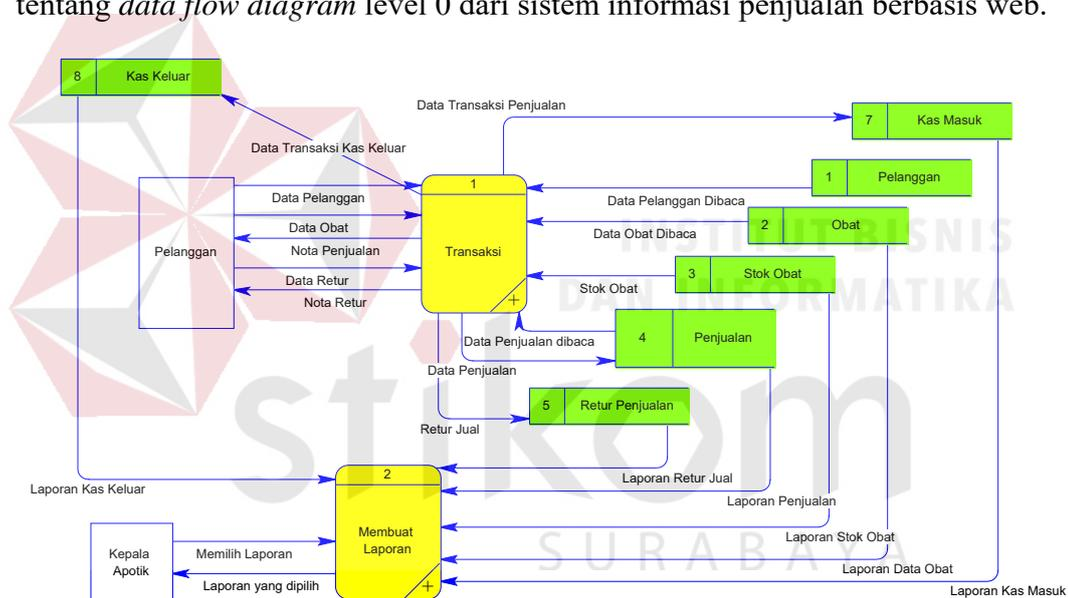 tentang data flow diagram level 0 dari sistem informasi penjualan berbasis web.
8 Kas Keluar
Data Transaksi Penjualan
7 Kas Masuk
Data Transaksi Kas Keluar
1 Pelanggan
Data Pelanggan Dibaca
2 Obat
Data Obat Dibaca
3 Stok Obat
Stok Obat
1
Transaksi
+
Pelanggan
Data Pelanggan
Data Obat
Nota Penjualan
Data Retur
Nota Retur
4 Penjualan
Data Penjualan dibaca
Data Penjualan
5 Retur Penjualan
Retur Jual
Laporan Kas Keluar
2
Membuat
Laporan
+
Laporan Retur Jual
Laporan Penjualan
Laporan Stok Obat
Laporan Data Obat
Laporan Kas Masuk
Kepala
Apotik
Memilih Laporan
Laporan yang dipilih
INSTITUT BISNIS
DAN INFORMATIKA
stikom
SURABAYA